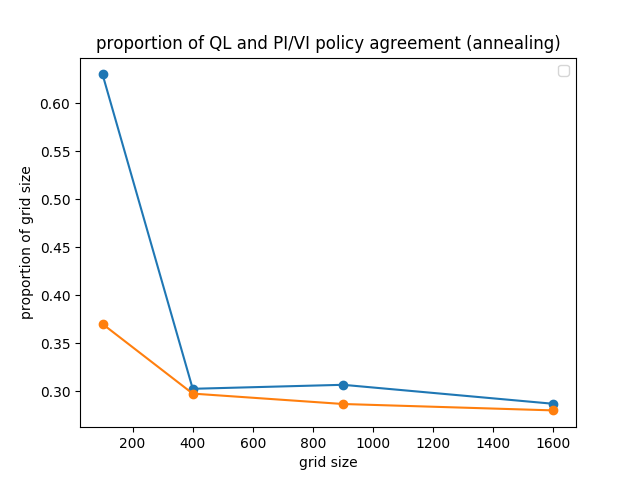 proportion of QL and PI/VI policy agreement (annealing)
0.60
0.55
0.50
0.45
0.40
0.35
0.30
proportion of grid size
200 400 600 800 1000 1200 1400 1600
grid size